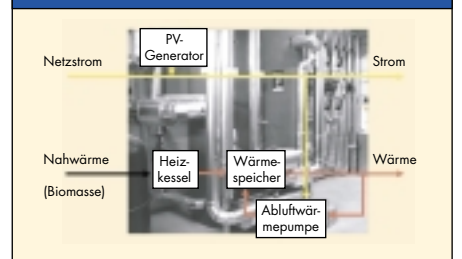 PV-
Generator
Netzstrom
Strom
Nahwärme
(Biomasse)
Heiz-
kessel
Wärme-
speicher
Wärme
Abluftwär-
mepumpe